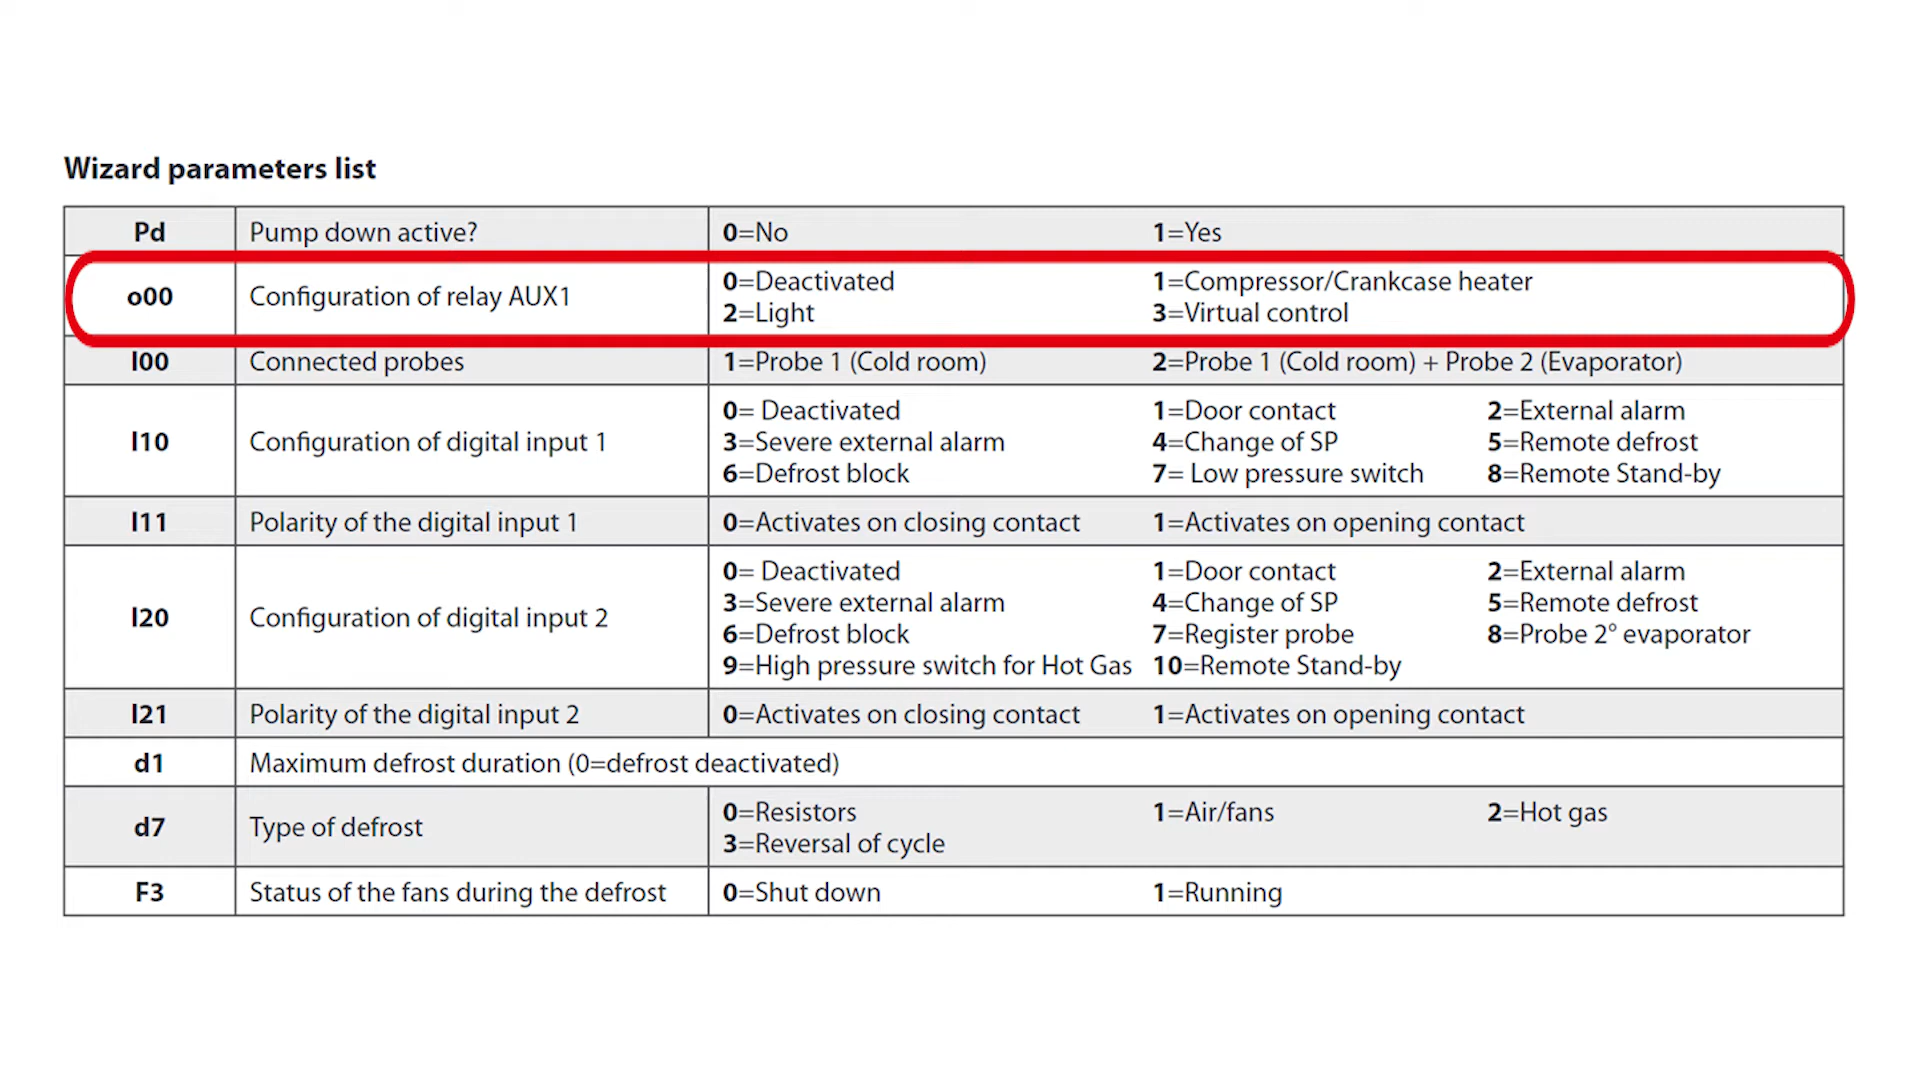 Wizard parameters list
Pd Pump down active? 0=No 1=Yes
o00 Configuration of relay AUX1 0=Deactivated 1=Compressor/Crankcase heater
2=Light 3=Virtual control
I00 Connected probes 1=Probe 1 (Cold room) 2=Probe 1 (Cold room) + Probe 2 (Evaporator)
I10 Configuration of digital input 1 0= Deactivated 1=Door contact 2=External alarm
3=Severe external alarm 4=Change of SP 5=Remote defrost
6=Defrost block 7= Low pressure switch 8=Remote Stand-by
I11 Polarity of the digital input 1 0=Activates on closing contact 1=Activates on opening contact
I20 Configuration of digital input 2 0= Deactivated 1=Door contact 2=External alarm
3=Severe external alarm 4=Change of SP 5=Remote defrost
6=Defrost block 7=Register probe 8=Probe 2° evaporator
9=High pressure switch for Hot Gas 10=Remote Stand-by
I21 Polarity of the digital input 2 0=Activates on closing contact 1=Activates on opening contact
d1 Maximum defrost duration (0=defrost deactivated)
d7 Type of defrost 0=Resistors 1=Air/fans 2=Hot gas
3=Reversal of cycle
F3 Status of the fans during the defrost 0=Shut down 1=Running